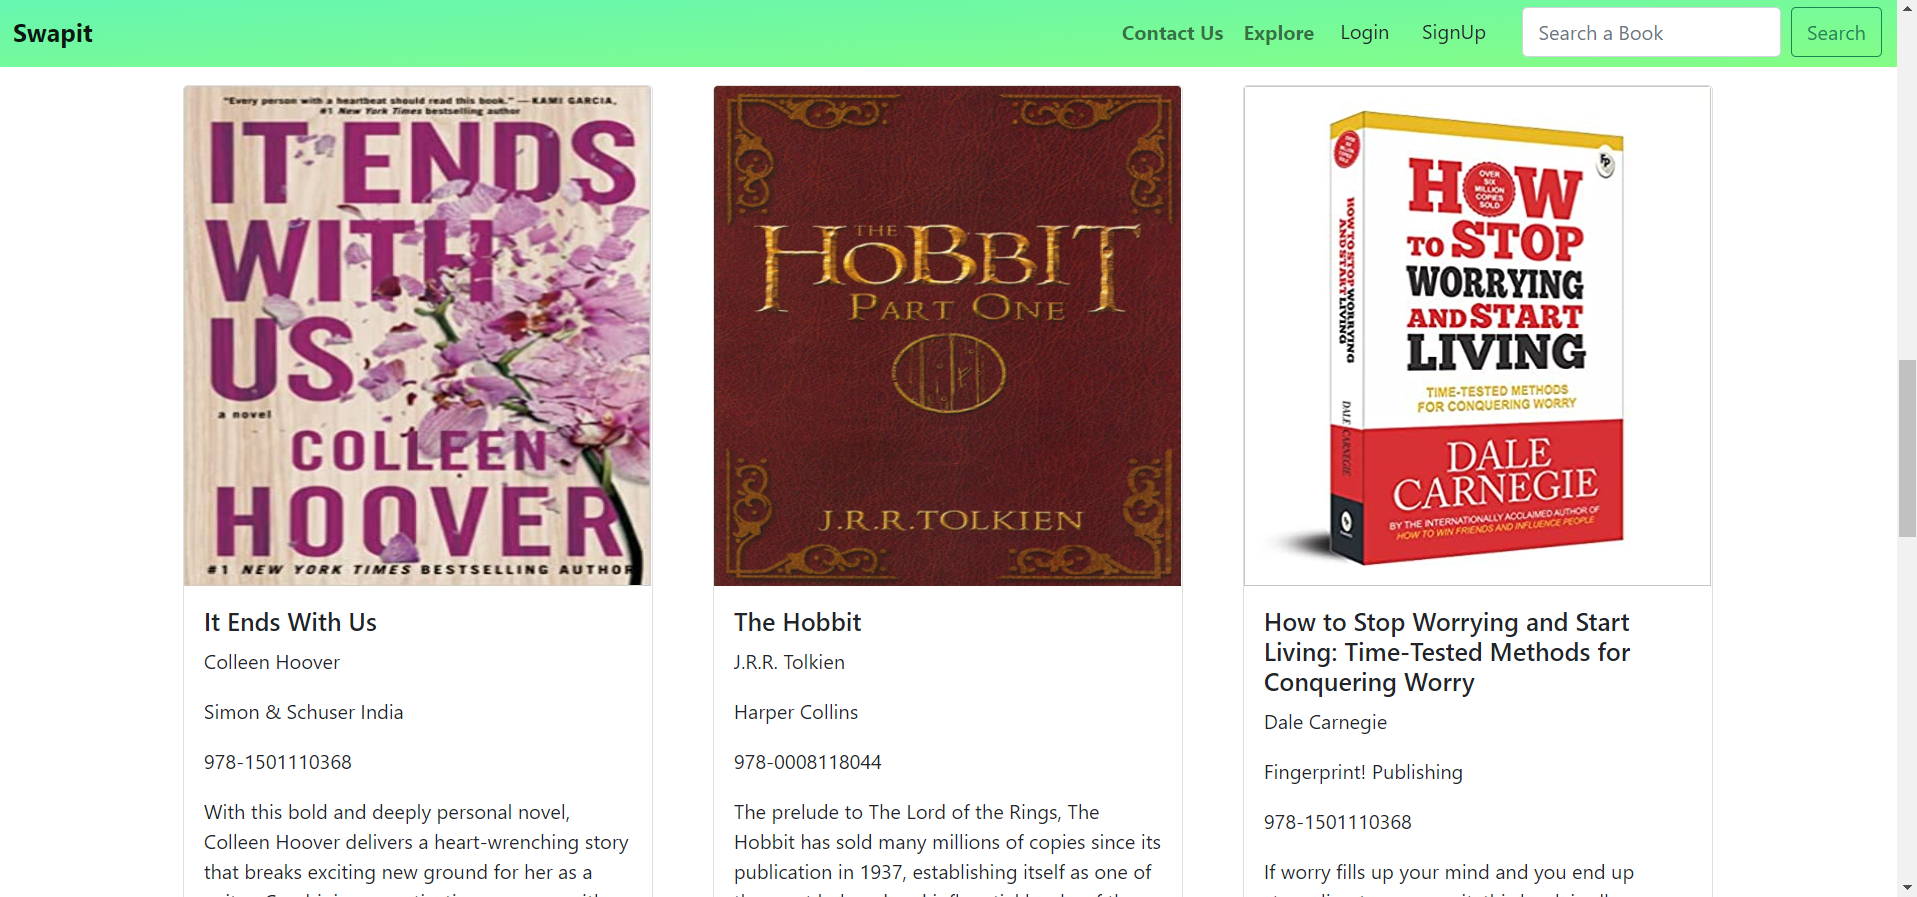 Swapit
Contact Us
Explore
Login
SignUp
Search a Book
Search
"Every person with a heartbeat should read this book." —KAMI GARCIA,
#1 New York Times bestselling author
IT ENDS
WITH
US
a novel
COLLEEN
HOOVER
#1 NEW YORK TIMES BESTSELLING AUTHOR
It Ends With Us
Colleen Hoover
Simon & Schuser India
978-1501110368
With this bold and deeply personal novel,
Colleen Hoover delivers a heart-wrenching story
that breaks exciting new ground for her as a
THE
HOBBIT
PART ONE
J.R.R.TOLKIEN
The Hobbit
J.R.R. Tolkien
Harper Collins
978-0008118044
The prelude to The Lord of the Rings, The
Hobbit has sold many millions of copies since its
publication in 1937, establishing itself as one of
OVER SIX MILLION COPIES SOLD
HOW TO STOP WORRYING
AND START LIVING
DALE CARNEGIE
FP
HOW
OVER
SIX
MILLION
COPIES
SOLD
TO STOP
WORRYING
AND START
LIVING
TIME-TESTED METHODS
FOR CONQUERING WORRY
DALE
CARNEGIE
BY THE INTERNATIONALLY ACCLAIMED AUTHOR OF
HOW TO WIN FRIENDS AND INFLUENCE PEOPLE
How to Stop Worrying and Start
Living: Time-Tested Methods for
Conquering Worry
Dale Carnegie
Fingerprint! Publishing
978-1501110368
If worry fills up your mind and you end up